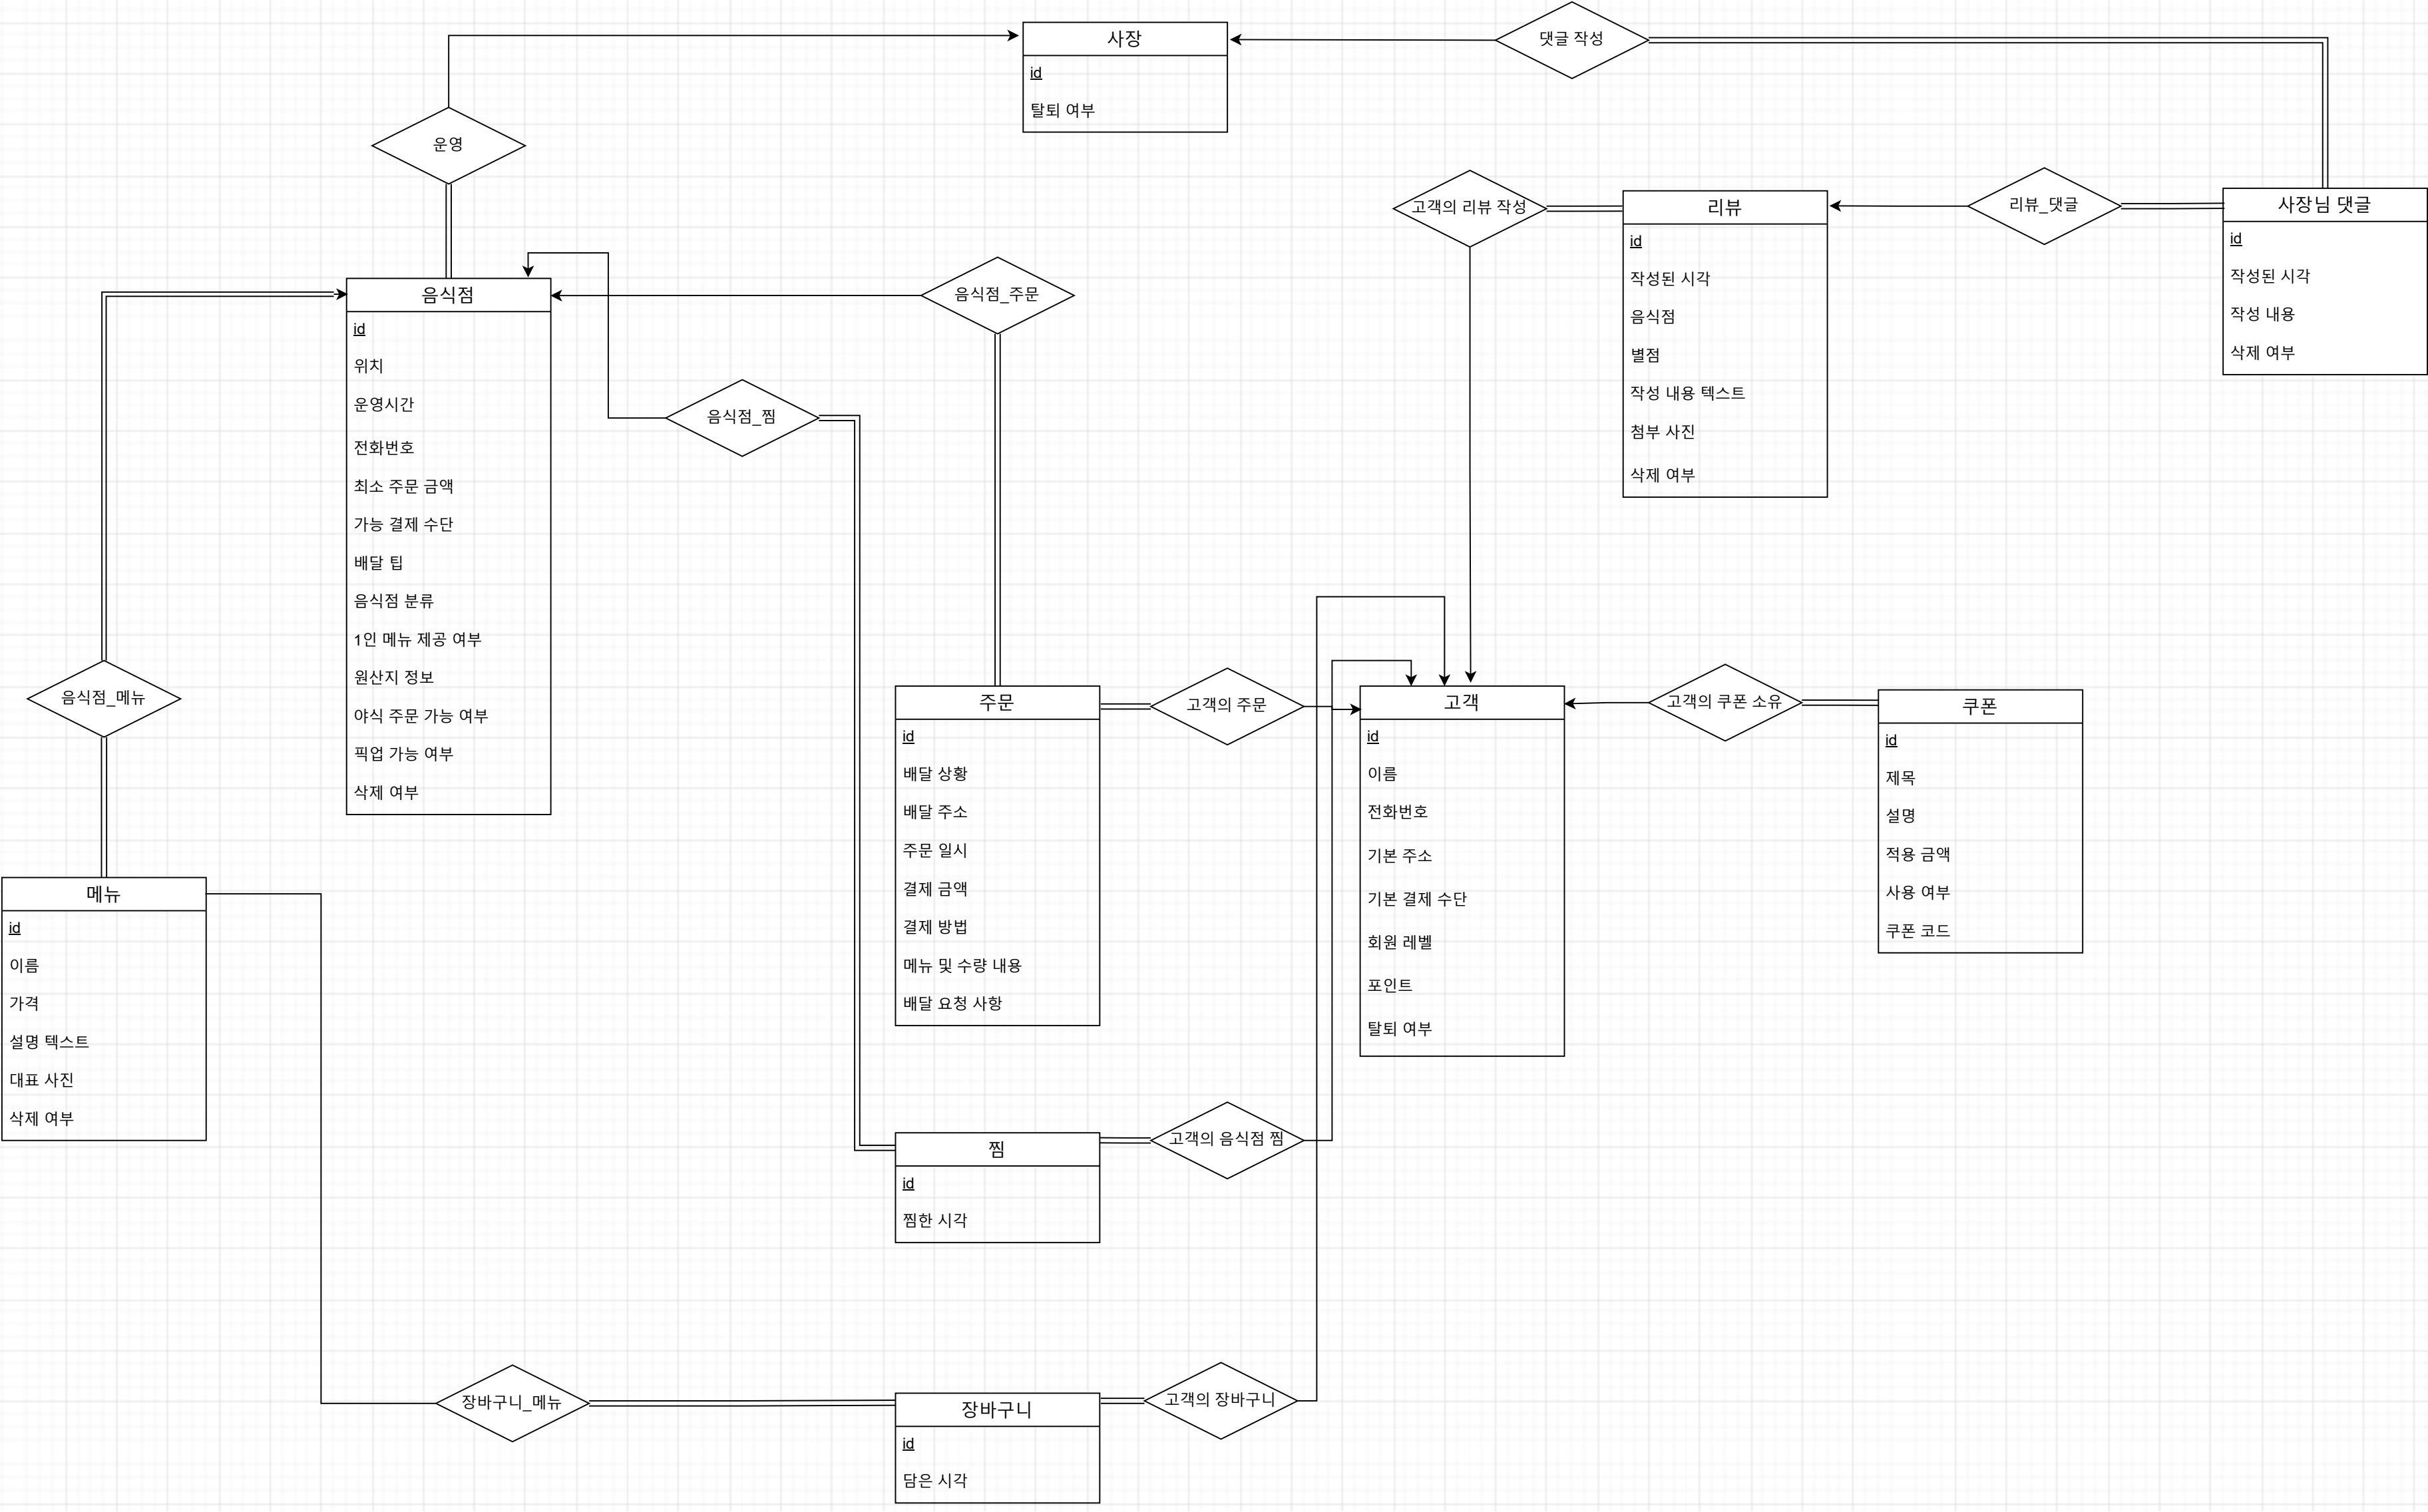 사장
id
탈퇴 여부
댓글 작성
운영
고객의 리뷰 작성
리뷰
id
작성된 시각
음식점
별점
작성 내용 텍스트
첨부 사진
삭제 여부
리뷰_댓글
사장님 댓글
id
작성된 시각
작성 내용
삭제 여부
음식점
id
위치
운영시간
전화번호
최소 주문 금액
가능 결제 수단
배달 팁
음식점 분류
1인 메뉴 제공 여부
원산지 정보
야식 주문 가능 여부
픽업 가능 여부
삭제 여부
음식점_주문
음식점_찜
음식점_메뉴
주문
id
배달 상황
배달 주소
주문 일시
결제 금액
결제 방법
메뉴 및 수량 내용
배달 요청 사항
고객의 주문
고객
id
이름
전화번호
기본 주소
기본 결제 수단
회원 레벨
포인트
탈퇴 여부
고객의 쿠폰 소유
쿠폰
id
제목
설명
적용 금액
사용 여부
쿠폰 코드
메뉴
id
이름
가격
설명 텍스트
대표 사진
삭제 여부
찜
id
찜한 시각
고객의 음식점 찜
장바구니_메뉴
장바구니
id
담은 시각
고객의 장바구니